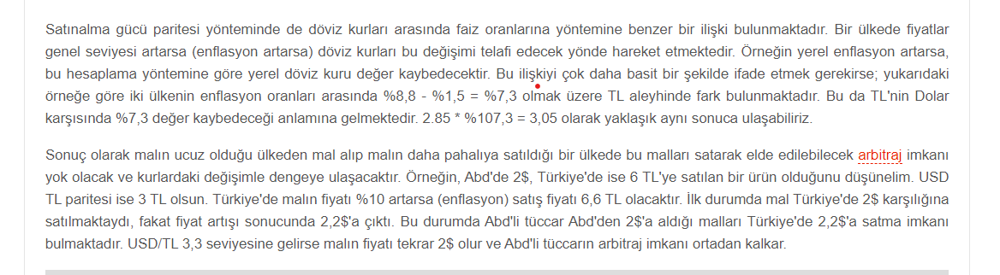 Satınalma gücü paritesi yönteminde de döviz kurları arasında faiz oranlarına yöntemine benzer bir ilişki bulunmaktadır. Bir ülkede fiyatlar
genel seviyesi artarsa (enflasyon artarsa) döviz kurları bu değişimi telafi edecek yönde hareket etmektedir. Örneğin yerel enflasyon artarsa,
bu hesaplama yöntemine göre yerel döviz kuru değer kaybedecektir. Bu ilişkiyi çok daha basit bir şekilde ifade etmek gerekirse; yukarıdaki
örneğe göre iki ülkenin enflasyon oranları arasında %8,8 - %1,5 = %7,3 olmak üzere TL aleyhinde fark bulunmaktadır. Bu da TL'nin Dolar
karşısında %7,3 değer kaybedeceği anlamına gelmektedir. 2.85 * %107,3 = 3,05 olarak yaklaşık aynı sonuca ulaşabiliriz.
Sonuç olarak malın ucuz olduğu ülkeden mal alıp malın daha pahalıya satıldığı bir ülkede bu malları satarak elde edilebilecek arbitraj imkanı
yok olacak ve kurlardaki değişimle dengeye ulaşacaktır. Örneğin, Abd'de 2$, Türkiye'de ise 6 TL'ye satılan bir ürün olduğunu düşünelim. USD
TL paritesi ise 3 TL olsun. Türkiye'de malın fiyatı %10 artarsa (enflasyon) satış fiyatı 6,6 TL olacaktır. İlk durumda mal Türkiye'de 2$ karşılığına
satılmaktaydı, fakat fiyat artışı sonucunda 2,2$'a çıktı. Bu durumda Abd'li tüccar Abd'den 2$'a aldığı malları Türkiye'de 2,2$'a satma imkanı
bulmaktadır. USD/TL 3,3 seviyesine gelirse malın fiyatı tekrar 2$ olur ve Abd'li tüccarın arbitraj imkanı ortadan kalkar.